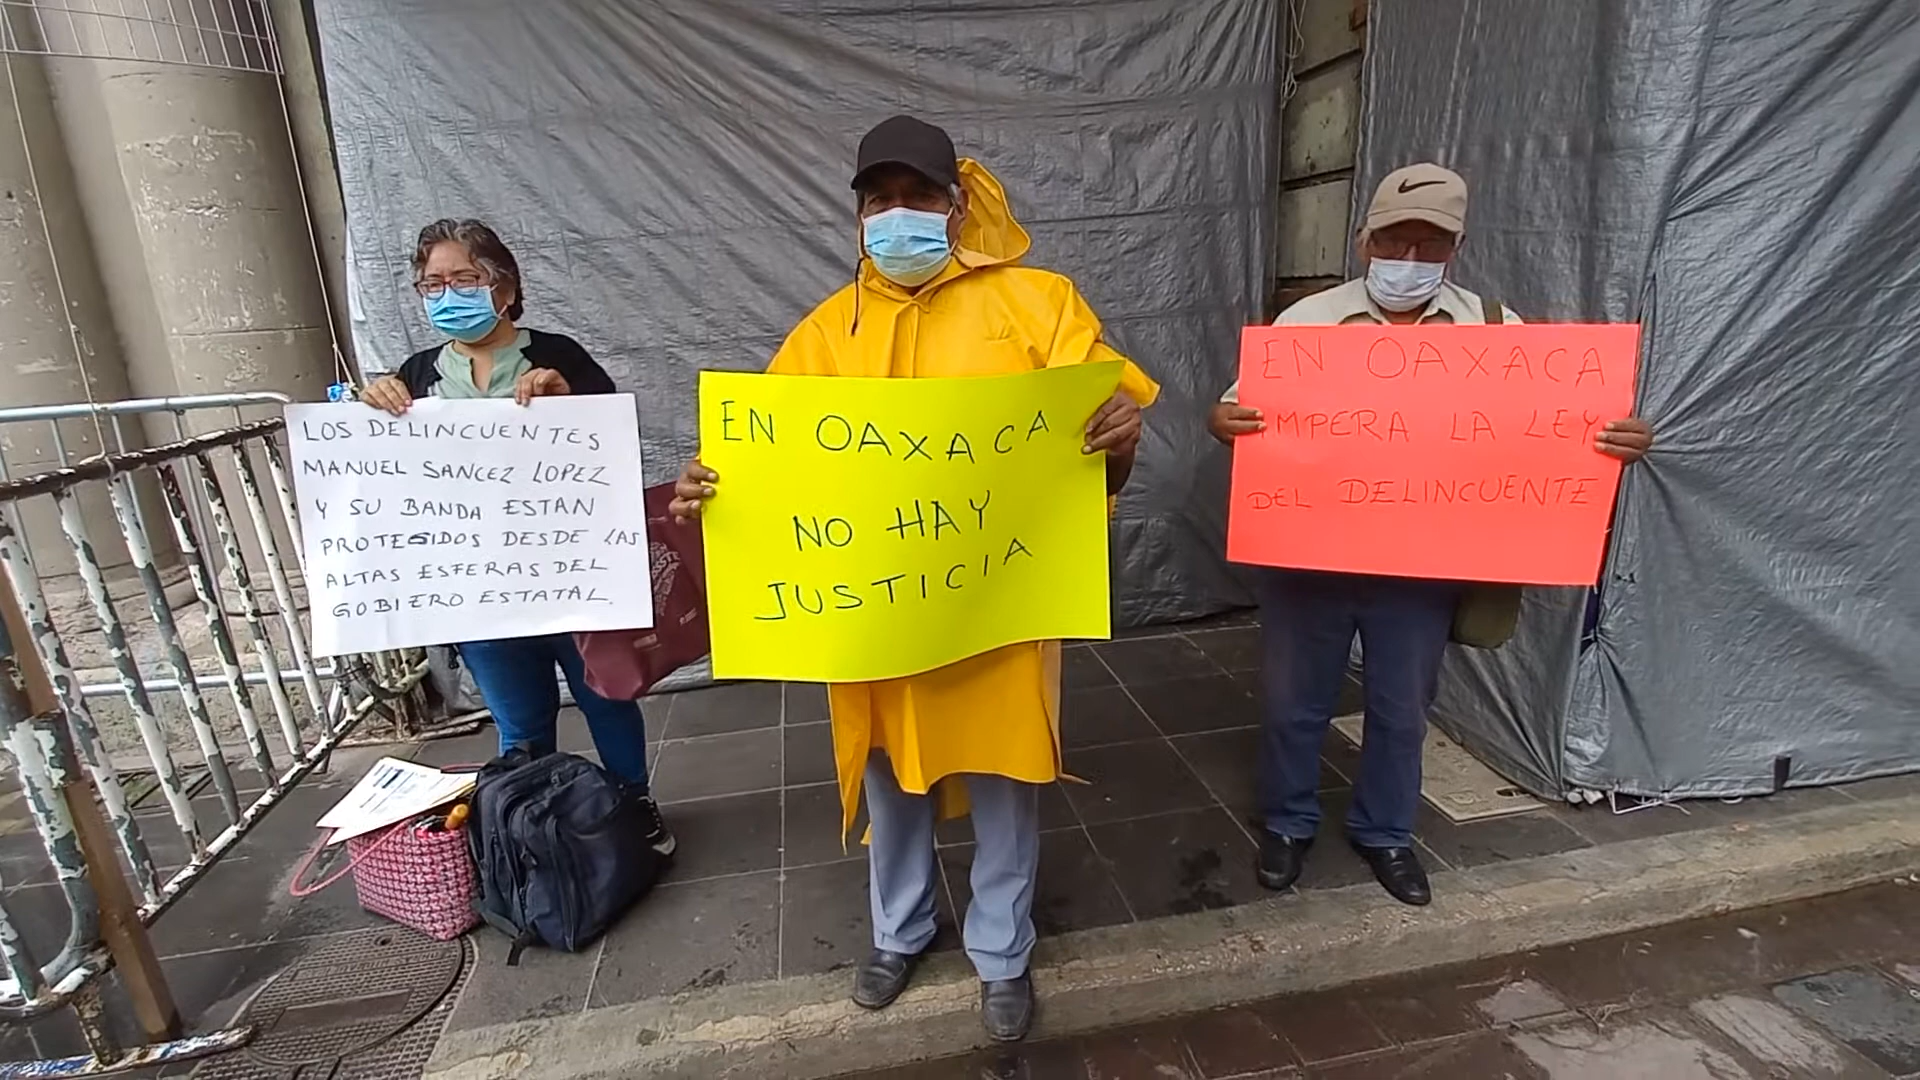 LOS DELINCUENTES
MANUEL SANCEZ LOPEZ
Y SU BANDA ESTAN
PROTEGIDOS DESDE LAS
ALTAS ESFERAS DEL
GOBIERO ESTATAL.
EN OAXACA
NO HAY
JUSTICIA
EN OAXACA
IMPERA LA LEY
DEL DELINCUENTE